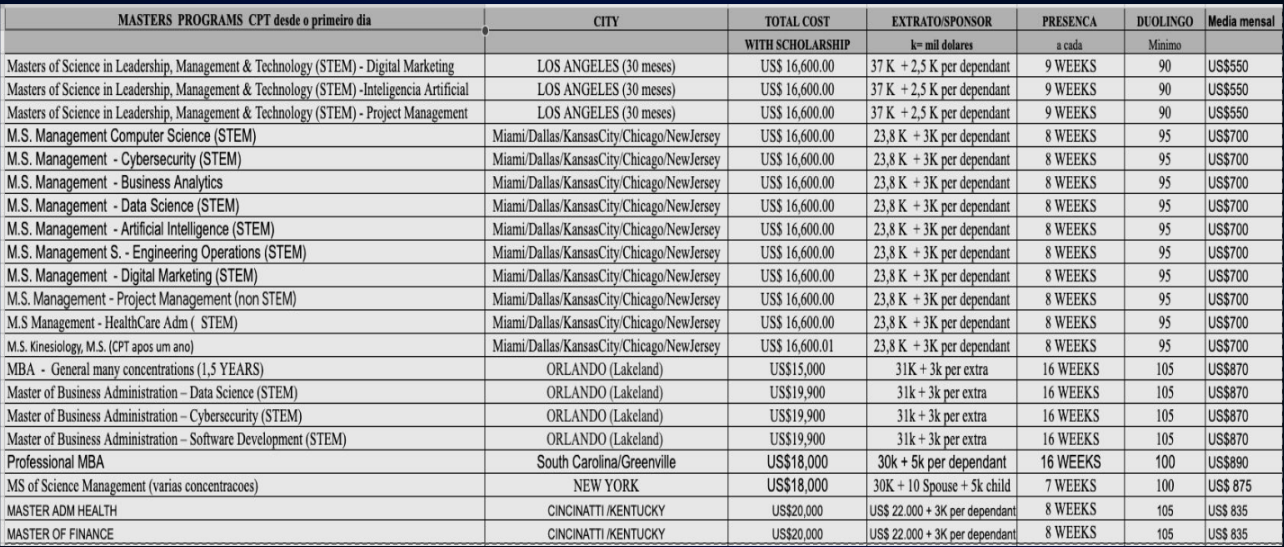 MASTERS PROGRAMS CPT desde o primeiro dia CITY TOTAL COST EXTRATO/SPONSOR PRESENCA DUOLINGO Media mensal
WITH SCHOLARSHIP k= mil dolares a cada Minimo
Masters of Science in Leadership, Management & Technology (STEM) - Digital Marketing LOS ANGELES (30 meses) US$ 16,600.00 37 K + 2,5 K per dependant 9 WEEKS 90 US$550
Masters of Science in Leadership, Management & Technology (STEM) -Inteligencia Artificial LOS ANGELES (30 meses) US$ 16,600.00 37 K + 2,5 K per dependant 9 WEEKS 90 US$550
Masters of Science in Leadership, Management & Technology (STEM) - Project Management LOS ANGELES (30 meses) US$ 16,600.00 37 K + 2,5 K per dependant 9 WEEKS 90 US$550
M.S. Management Computer Science (STEM) Miami/Dallas/KansasCity/Chicago/NewJersey US$ 16,600.00 23,8 K + 3K per dependant 8 WEEKS 95 US$700
M.S. Management - Cybersecurity (STEM) Miami/Dallas/KansasCity/Chicago/NewJersey US$ 16,600.00 23,8 K + 3K per dependant 8 WEEKS 95 US$700
M.S. Management - Business Analytics Miami/Dallas/KansasCity/Chicago/NewJersey US$ 16,600.00 23,8 K + 3K per dependant 8 WEEKS 95 US$700
M.S. Management - Data Science (STEM) Miami/Dallas/KansasCity/Chicago/NewJersey US$ 16,600.00 23,8 K + 3K per dependant 8 WEEKS 95 US$700
M.S. Management - Artificial Intelligence (STEM) Miami/Dallas/KansasCity/Chicago/NewJersey US$ 16,600.00 23,8 K + 3K per dependant 8 WEEKS 95 US$700
M.S. Management S. - Engineering Operations (STEM) Miami/Dallas/KansasCity/Chicago/NewJersey US$ 16,600.00 23,8 K + 3K per dependant 8 WEEKS 95 US$700
M.S. Management - Digital Marketing (STEM) Miami/Dallas/KansasCity/Chicago/NewJersey US$ 16,600.00 23,8 K + 3K per dependant 8 WEEKS 95 US$700
M.S. Management - Project Management (non STEM) Miami/Dallas/KansasCity/Chicago/NewJersey US$ 16,600.00 23,8 K + 3K per dependant 8 WEEKS 95 US$700
M.S Management - HealthCare Adm ( STEM) Miami/Dallas/KansasCity/Chicago/NewJersey US$ 16,600.00 23,8 K + 3K per dependant 8 WEEKS 95 US$700
M.S. Kinesiology, M.S. (CPT apos um ano) Miami/Dallas/KansasCity/Chicago/NewJersey US$ 16,600.01 23,8 K + 3K per dependant 8 WEEKS 95 US$700
MBA - General many concentrations (1,5 YEARS) ORLANDO (Lakeland) US$15,000 31K + 3k per extra 16 WEEKS 105 US$870
Master of Business Administration – Data Science (STEM) ORLANDO (Lakeland) US$19,900 31k + 3k per extra 16 WEEKS 105 US$870
Master of Business Administration – Cybersecurity (STEM) ORLANDO (Lakeland) US$19,900 31k + 3k per extra 16 WEEKS 105 US$870
Master of Business Administration – Software Development (STEM) ORLANDO (Lakeland) US$19,900 31k + 3k per extra 16 WEEKS 105 US$870
Professional MBA South Carolina/Greenville US$18,000 30k + 5k per dependant 16 WEEKS 100 US$890
MS of Science Management (varias concentracoes) NEW YORK US$18,000 30K + 10 Spouse + 5k child 7 WEEKS 100 US$ 875
MASTER ADM HEALTH CINCINATTI /KENTUCKY US$20,000 US$ 22.000 + 3K per dependant 8 WEEKS 105 US$ 835
MASTER OF FINANCE CINCINATTI /KENTUCKY US$20,000 US$ 22.000 + 3K per dependant 8 WEEKS 105 US$ 835